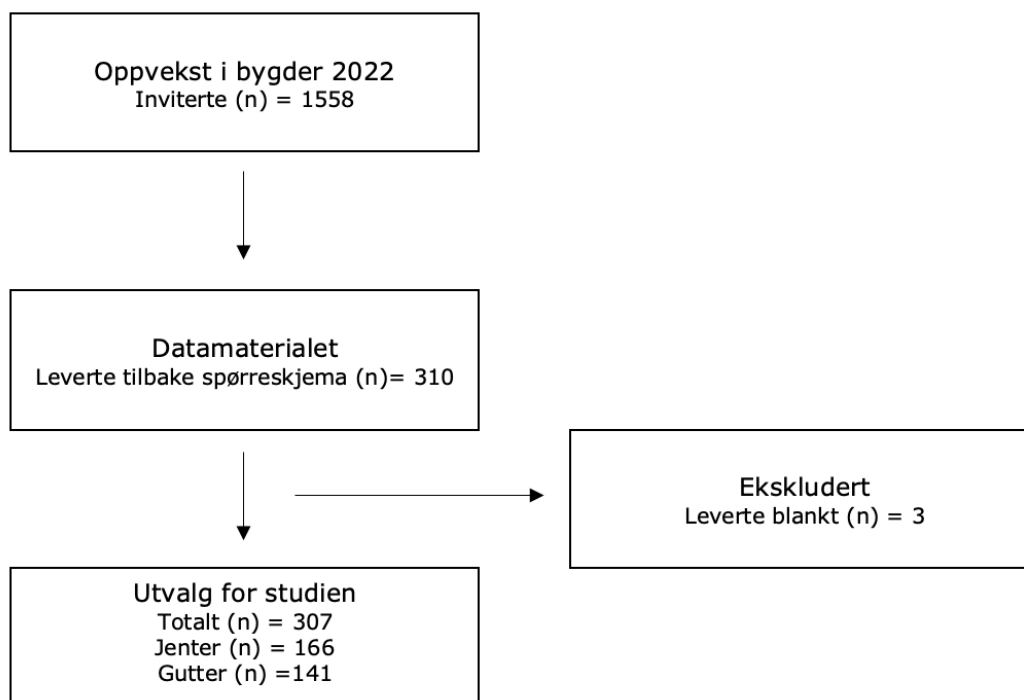 Oppvekst i bygder 2022
Inviterte (n) = 1558
Datamaterialet
Leverte tilbake spørreskjema (n)= 310
Ekskludert
Leverte blankt (n) = 3
Utvalg for studien
Totalt (n) = 307
Jenter (n) = 166
Gutter (n) =141